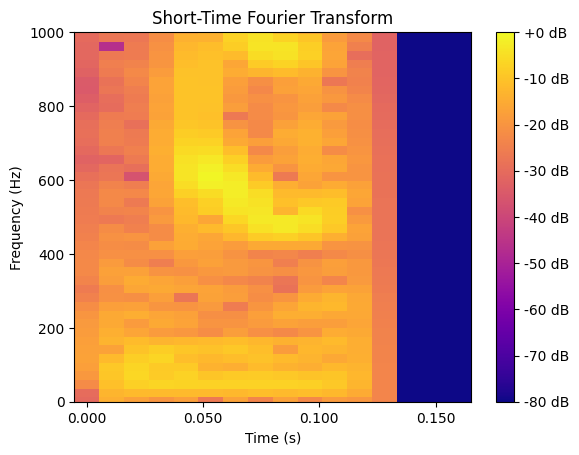 Short-Time Fourier Transform
1000
800
600
400
200
0
Frequency (Hz)
0.000
0.050
0.100
0.150
Time (s)
+0 dB
-10 dB
-20 dB
-30 dB
-40 dB
-50 dB
-60 dB
-70 dB
-80 dB